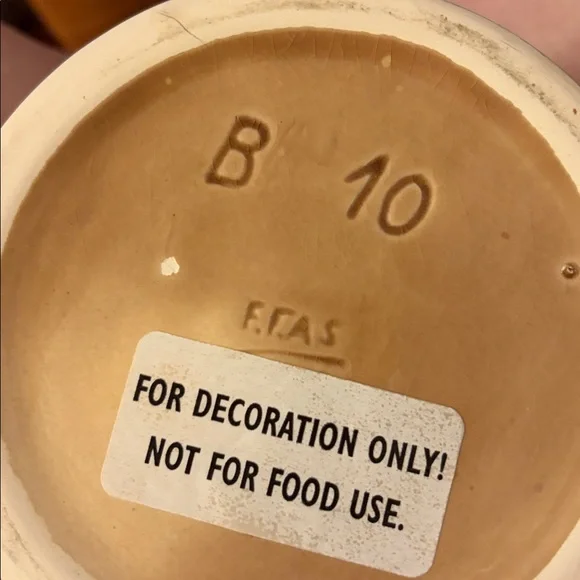 B 10
F.F.A.S
FOR DECORATION ONLY!
NOT FOR FOOD USE.